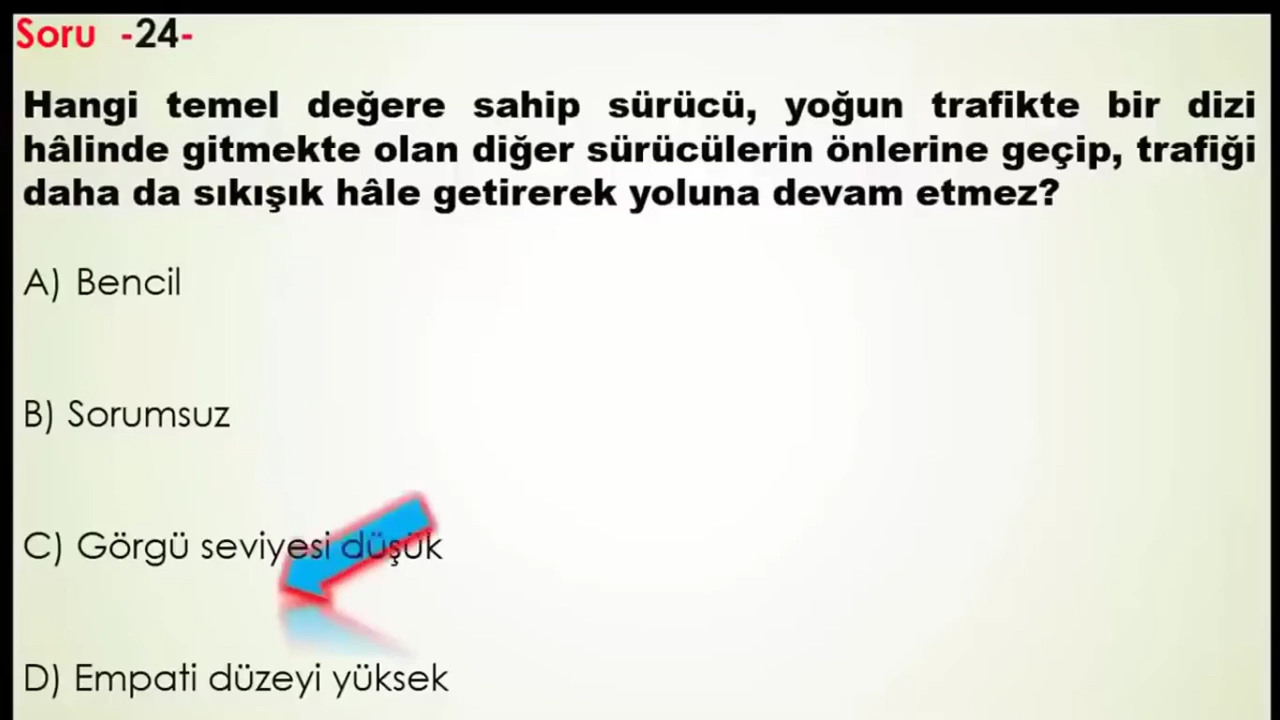 Soru -24-
Hangi temel değere sahip sürücü, yoğun trafikte bir dizi
hâlinde gitmekte olan diğer sürücülerin önlerine geçip, trafiği
daha da sıkışık hâle getirerek yoluna devam etmez?
A) Bencil
B) Sorumsuz
C) Görgü seviyesi düşük
D) Empati düzeyi yüksek